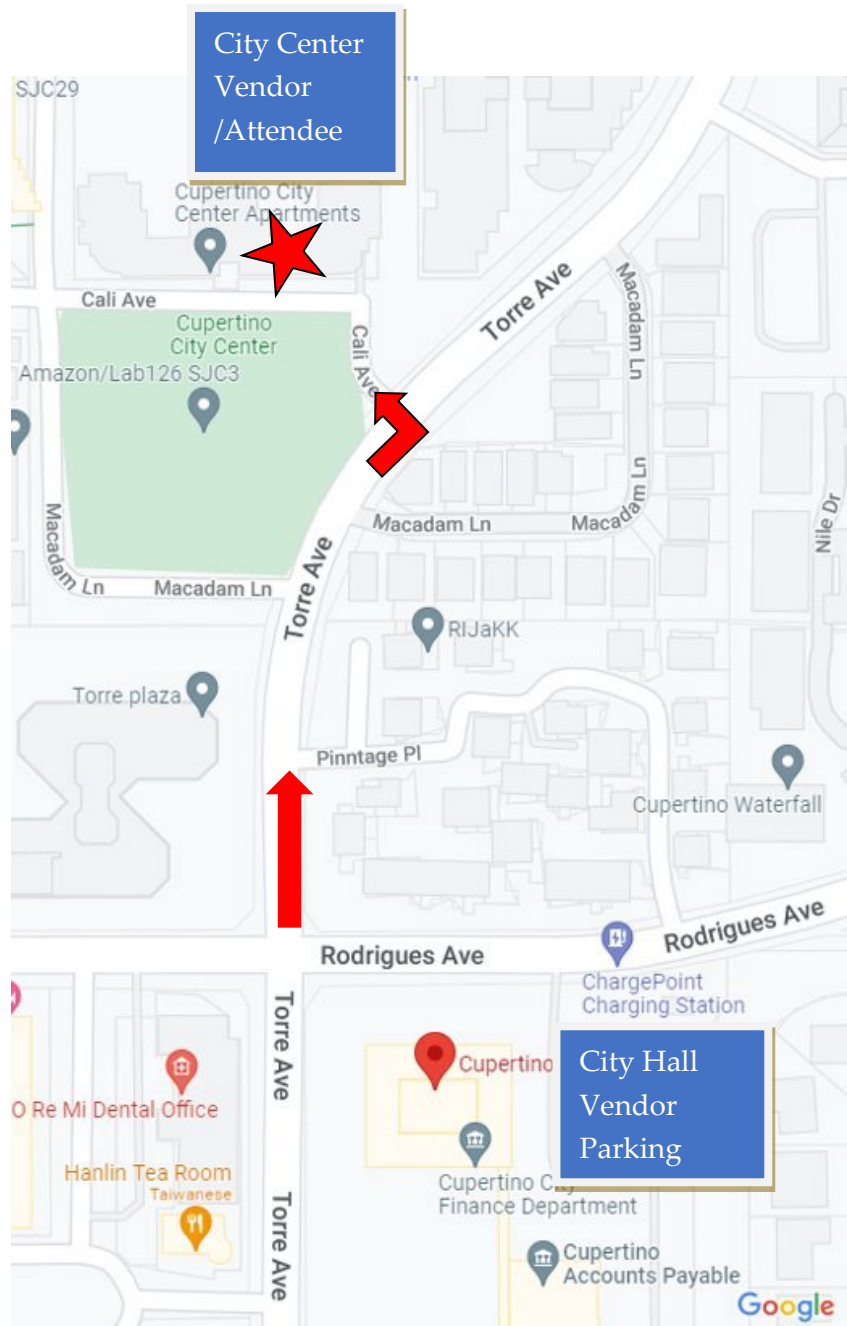 City Center
Vendor
/Attendee
SJC29
Cupertino City
Center Apartments
Cali Ave
Torre Ave
Macadam Ln
Cupertino
City Center
Cali Ave
Amazon/Lab126 SJC3
Macadam Ln
Macadam Ln
Macadam Ln
Nile Dr
Macadam Ln
Macadam Ln
Torre Ave
RIJaKK
Torre plaza
Pinntage Pl
Cupertino Waterfall
Rodrigues Ave
Rodrigues Ave
ChargePoint
Charging Station
Torre Ave
City Hall
Vendor
Parking
Cupertino
O Re Mi Dental Office
Hanlin Tea Room
Taiwanese
Cupertino City
Finance Department
Torre Ave
Cupertino
Accounts Payable
Google